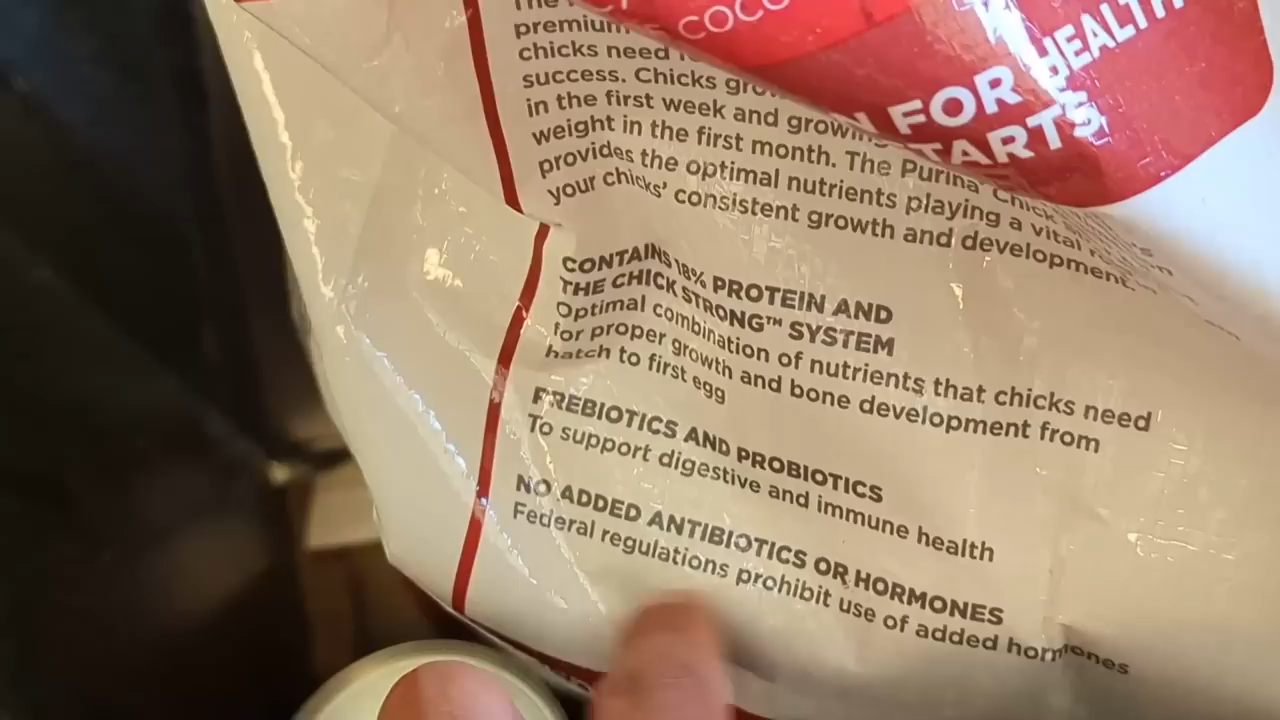 COCC
N FOR HEALTH
STARTS
The
premium
chicks need
success. Chicks grow
in the first week and growing
weight in the first month. The Purina Chick
provides the optimal nutrients playing a vital
your chicks' consistent growth and development.
CONTAINS 18% PROTEIN AND
THE CHICK STRONG™ SYSTEM
Optimal combination of nutrients that chicks need
for proper growth and bone development from
hatch to first egg
PREBIOTICS AND PROBIOTICS
To support digestive and immune health
NO ADDED ANTIBIOTICS OR HORMONES
Federal regulations prohibit use of added hormones